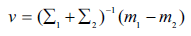 v = (Σ₁ + Σ₂)⁻¹ (m₁ − m₂)